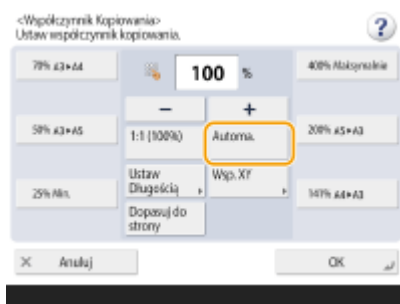 <Współczynnik Kopiowania>
Ustaw współczynnik kopiowania.
?
70% A3►A4
100 %
400% Maksymalnie
− +
50% A3►A5
1:1 (100%)
Automa.
200% A5►A3
Ustaw
Długością
Wsp. XY
25% Min.
141% A4►A3
Dopasuj do
strony
× Anuluj
OK